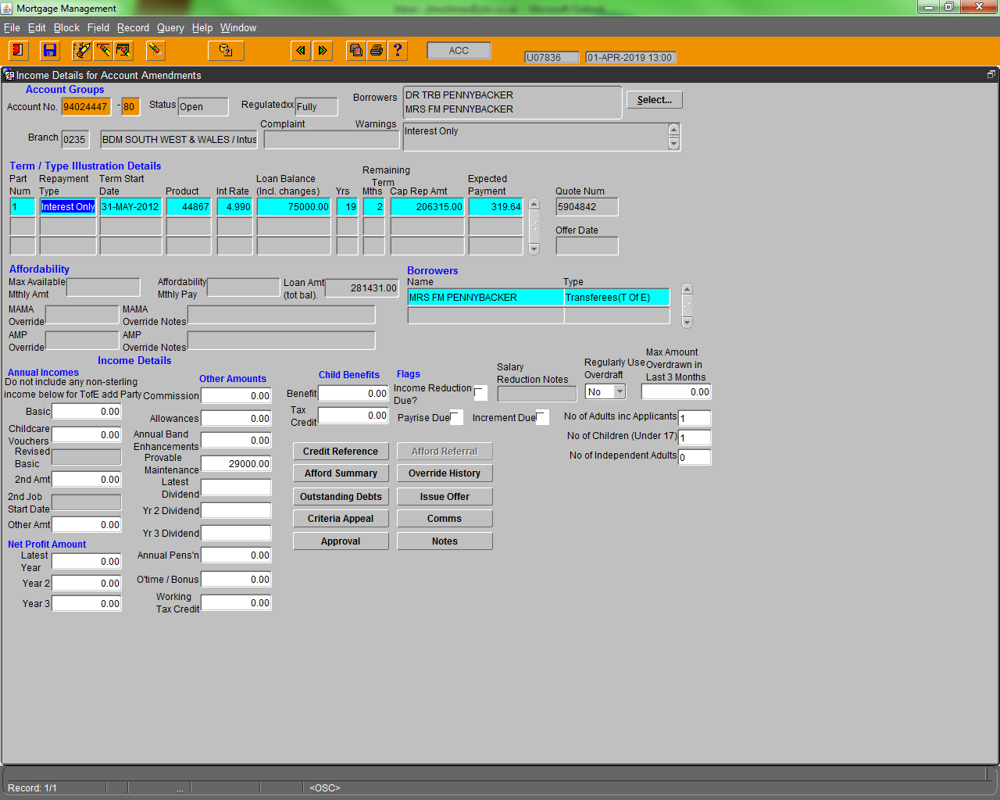 Mortgage Management
File Edit Block Field Record Query Help Window
ACC
U07836 01-APR-2019 13:00
Income Details for Account Amendments
Account Groups
Account No. 94024447 - 80 Status Open Regulatedxx Fully Borrowers DR TRB PENNYBACKER
MRS FM PENNYBACKER
Select...
Branch 0235 BDM SOUTH WEST & WALES / Intus Complaint Warnings Interest Only
Term / Type Illustration Details
Part Num Repayment Type Term Start Date Product Int Rate Loan Balance (Incl. changes) Remaining Term Yrs Mths Cap Rep Amt Expected Payment Quote Num
1 Interest Only 31-MAY-2012 44867 4.990 75000.00 19 2 206315.00 319.64 5904842
Offer Date
Affordability
Max Available Mthly Amt Affordability Mthly Pay Loan Amt (tot bal). 281431.00
MAMA Override MAMA Override Notes
AMP Override AMP Override Notes
Borrowers
Name Type
MRS FM PENNYBACKER Transferees(T Of E)
Income Details
Annual Incomes
Do not include any non-sterling
income below for TofE add Party
Basic 0.00
Childcare Vouchers 0.00
Revised Basic
2nd Amt 0.00
2nd Job Start Date
Other Amt 0.00
Net Profit Amount
Latest Year 0.00
Year 2 0.00
Year 3 0.00
Other Amounts
Commission 0.00
Allowances 0.00
Annual Band Enhancements 0.00
Provable Maintenance 29000.00
Latest Dividend
Yr 2 Dividend
Yr 3 Dividend
Annual Pens'n 0.00
O'time / Bonus 0.00
Working Tax Credit 0.00
Child Benefits
Benefit 0.00
Tax Credit 0.00
Flags
Income Reduction Due?
Payrise Due Increment Due
Salary Reduction Notes
Regularly Use Overdraft No
Max Amount Overdrawn in Last 3 Months 0.00
No of Adults inc Applicants 1
No of Children (Under 17) 1
No of Independent Adults 0
Credit Reference Afford Referral
Afford Summary Override History
Outstanding Debts Issue Offer
Criteria Appeal Comms
Approval Notes
Record: 1/1 ... <OSC>